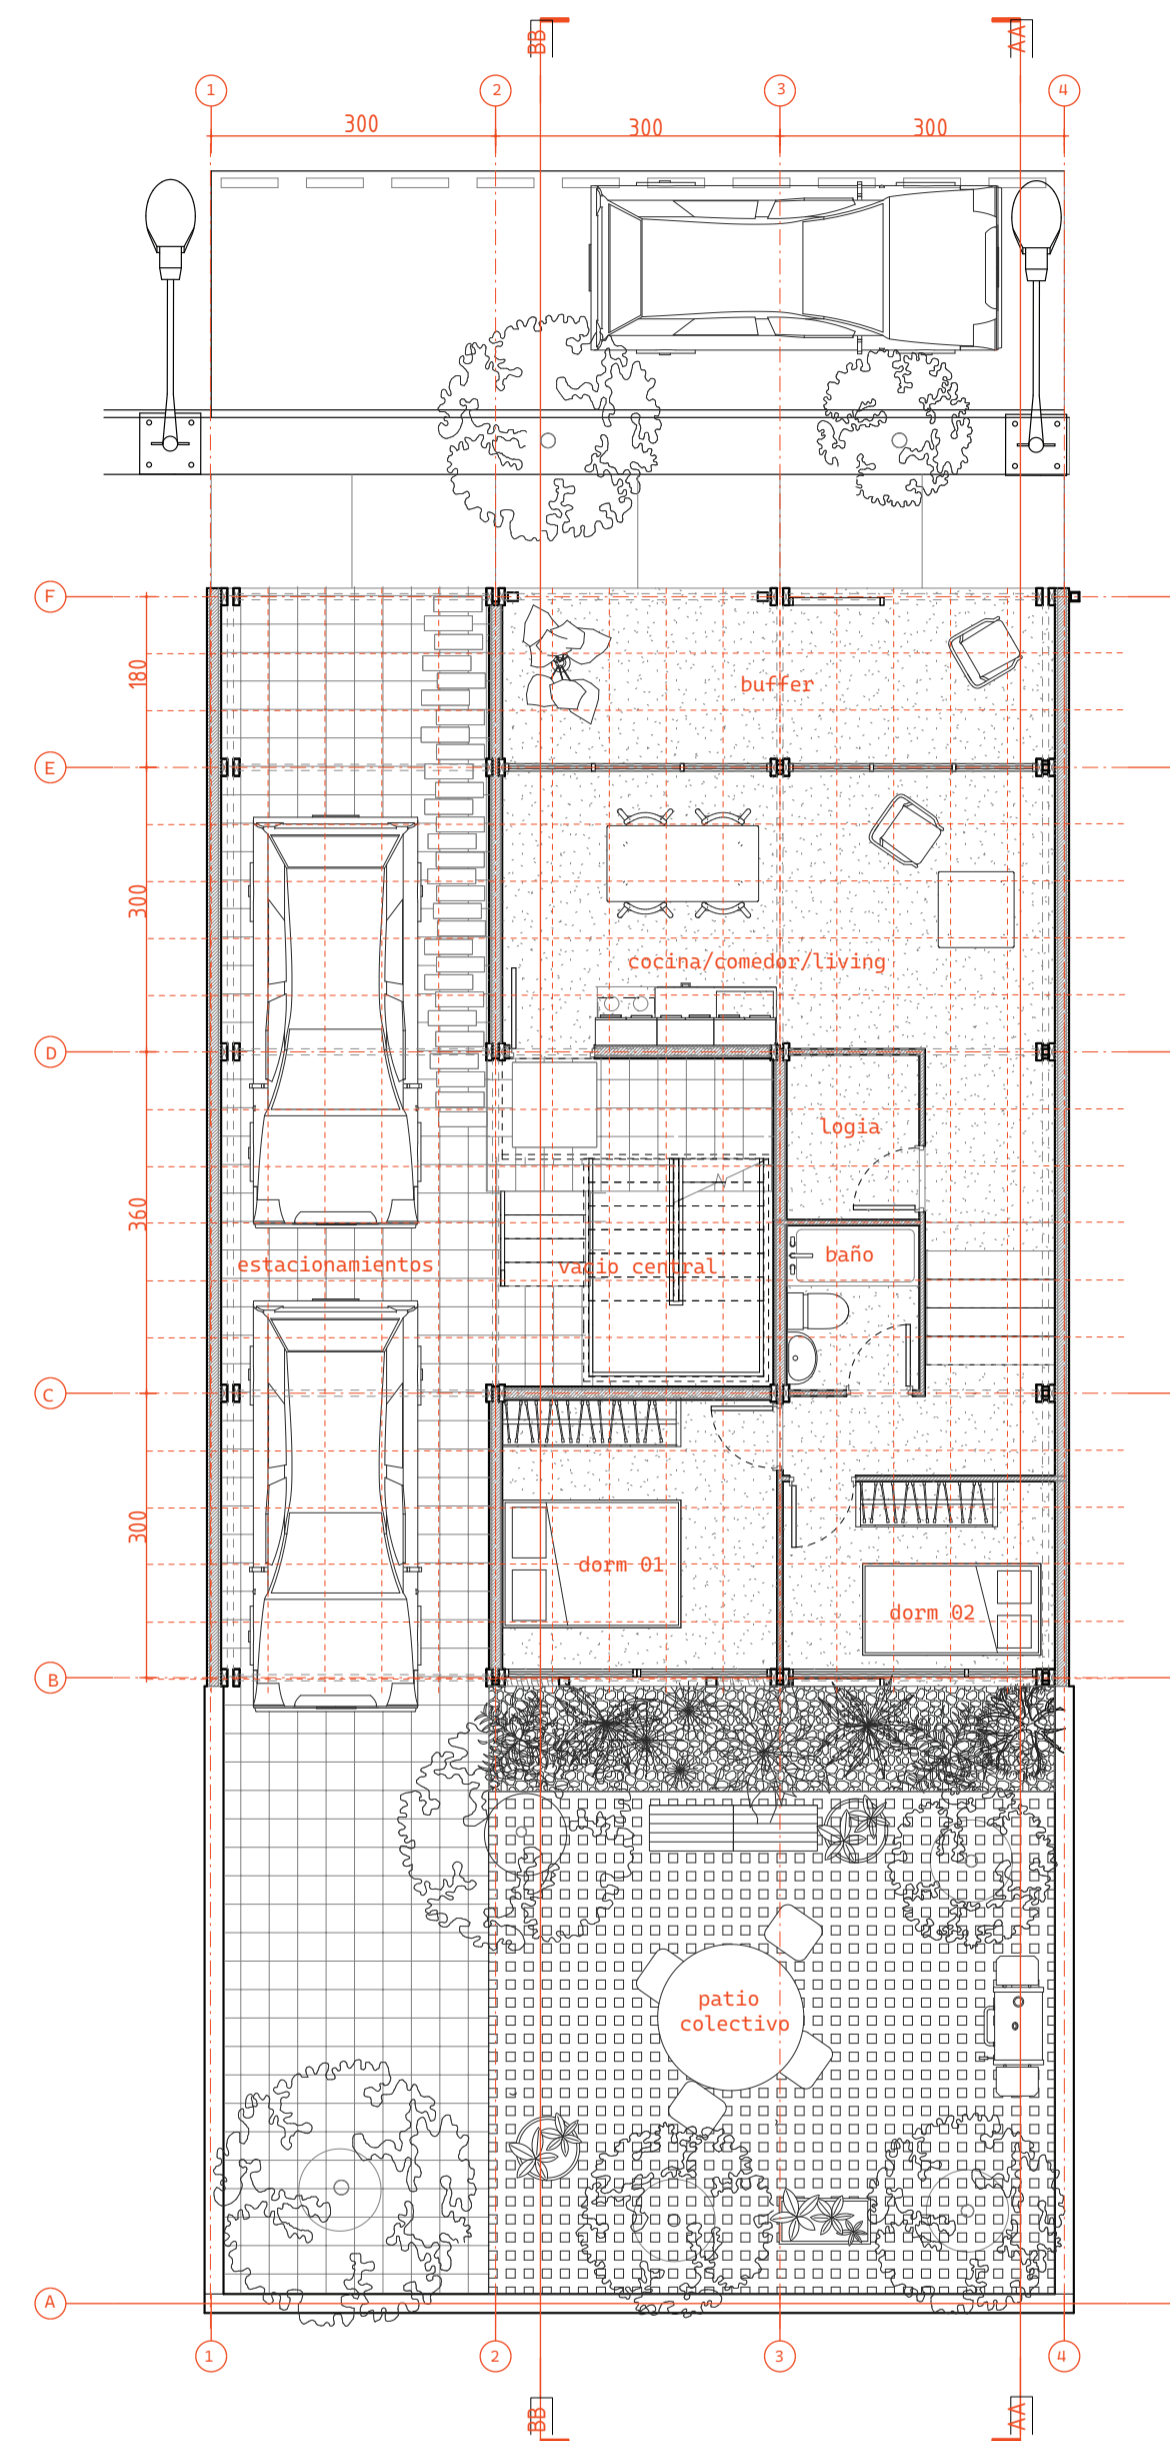 BB
AA
1
2
3
4
300
300
300
F
180
buffer
E
300
cocina/comedor/living
D
logia
360
baño
estacionamientos
vacio central
C
300
dorm 01
dorm 02
B
patio
colectivo
A
1
2
3
4
BB
AA